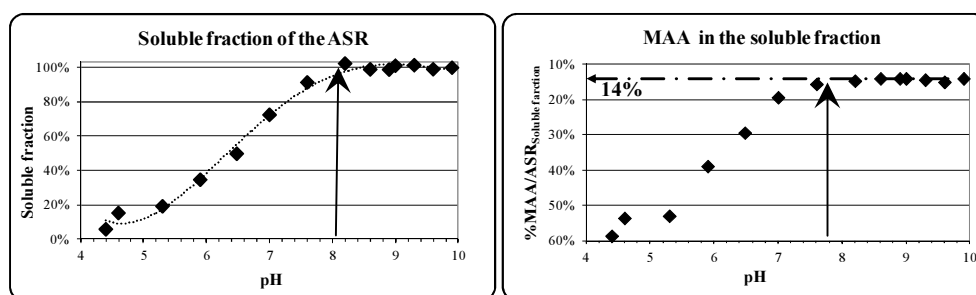 Soluble fraction of the ASR
100%
80%
60%
40%
20%
0%
Soluble fraction
4 5 6 7 8 9 10
pH
MAA in the soluble fraction
10%
20%
30%
40%
50%
60%
14%
%MAA/ASR Soluble farction
4 5 6 7 8 9 10
pH